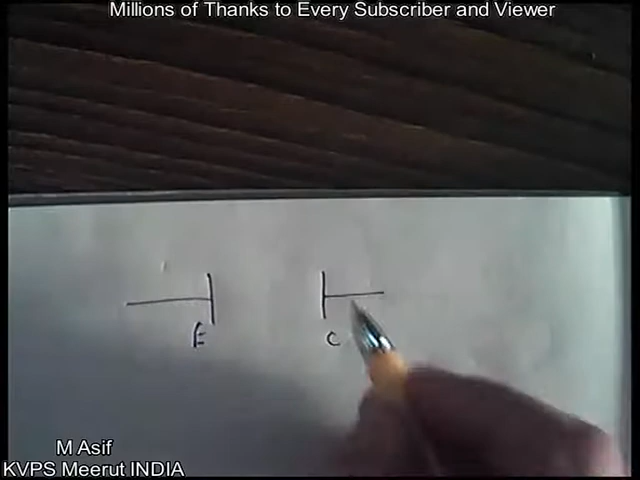 Millions of Thanks to Every Subscriber and Viewer
E C
M Asif
KVPS Meerut INDIA